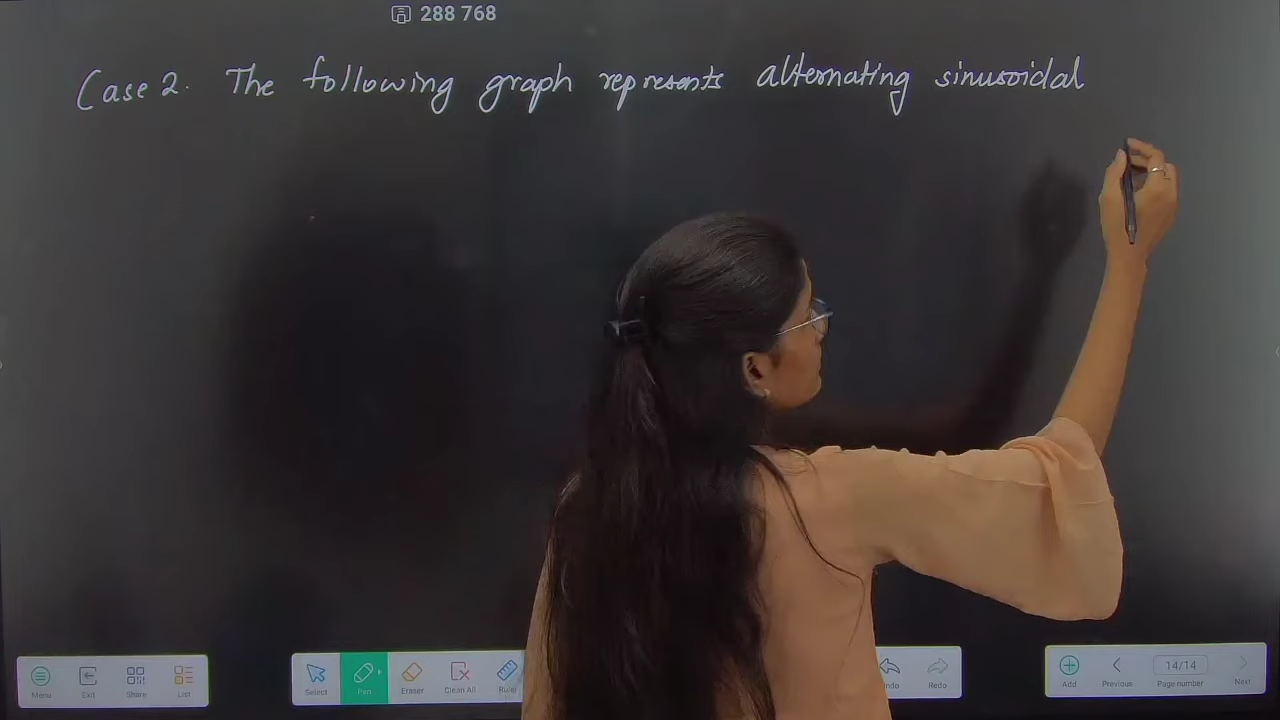 288 768
Case 2. The following graph represents alternating sinusoidal
Menu Exit Share List Select Pen Eraser Clean All Ruler Redo Add Previous 14/14 Page number Next